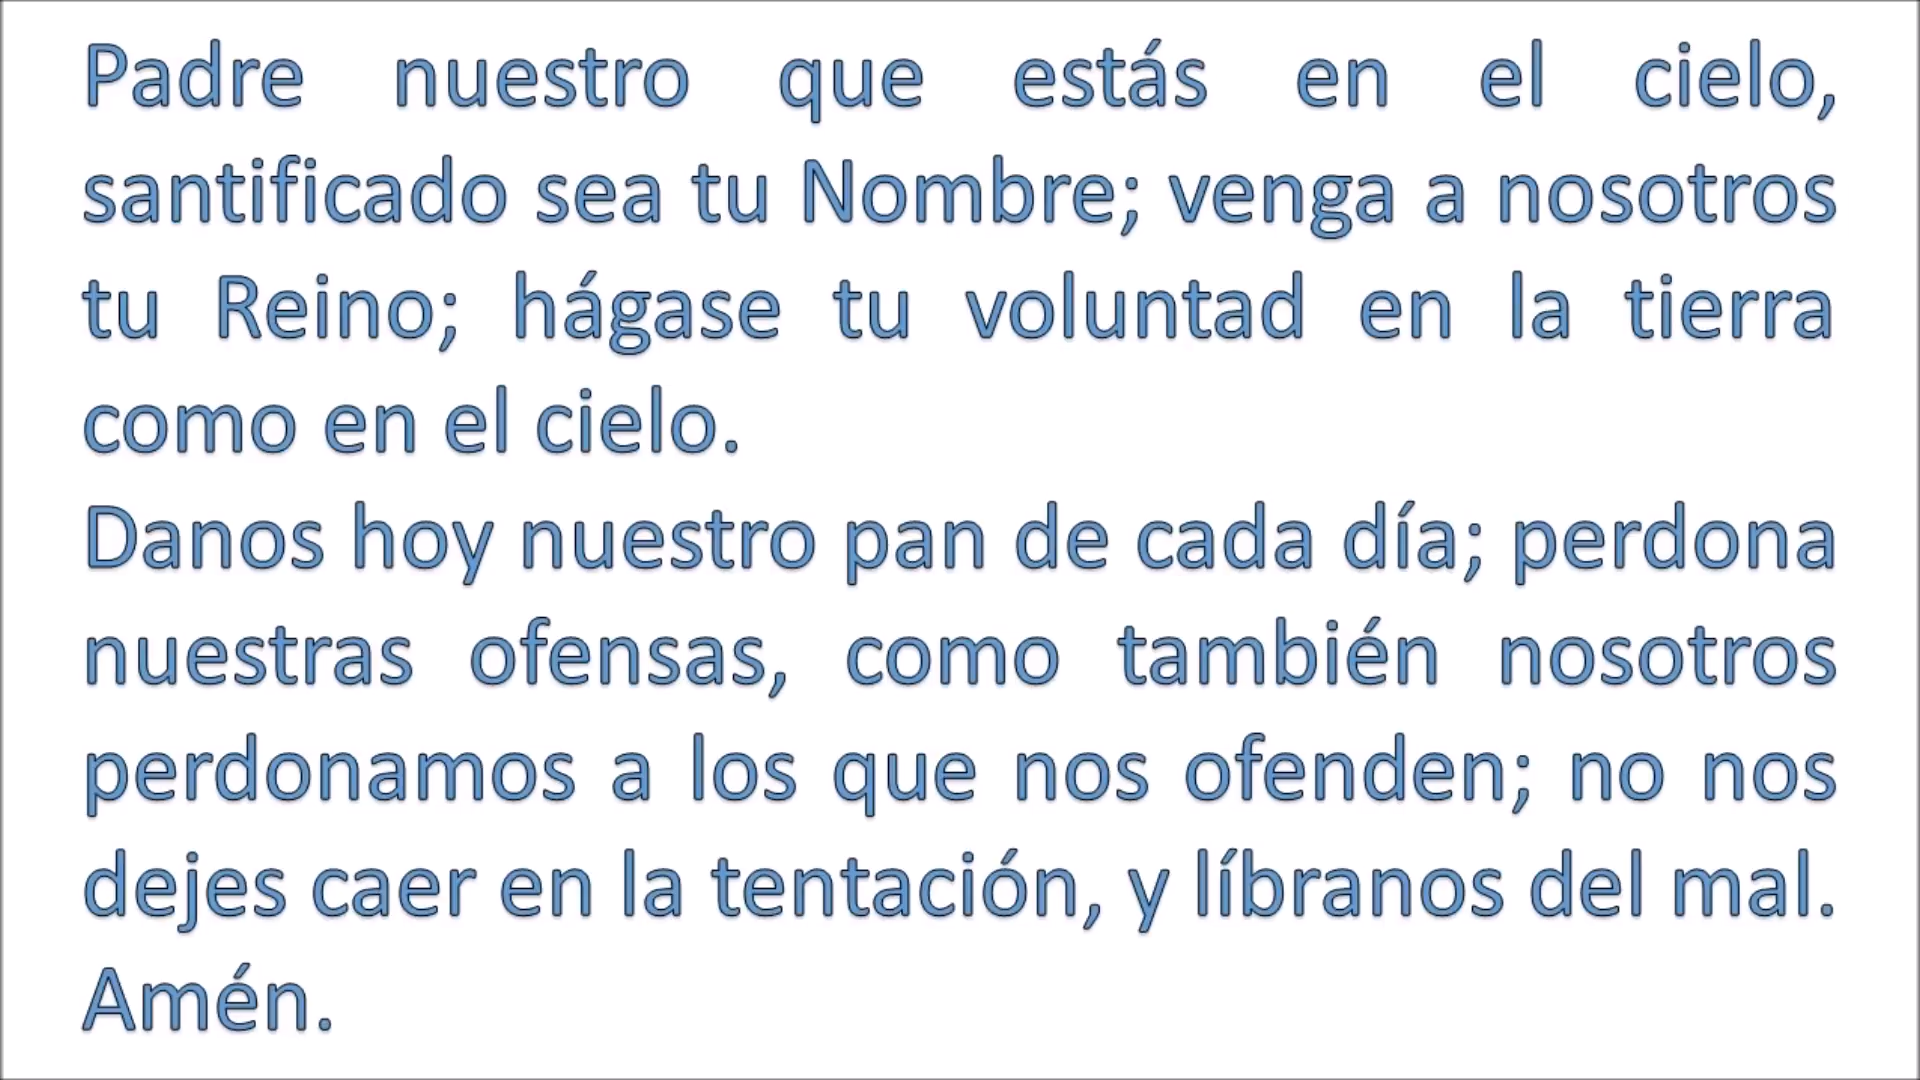 Padre nuestro que estás en el cielo,
santificado sea tu Nombre; venga a nosotros
tu Reino; hágase tu voluntad en la tierra
como en el cielo.
Danos hoy nuestro pan de cada día; perdona
nuestras ofensas, como también nosotros
perdonamos a los que nos ofenden; no nos
dejes caer en la tentación, y líbranos del mal.
Amén.